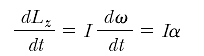 dL_z/dt = I dω/dt = Iα